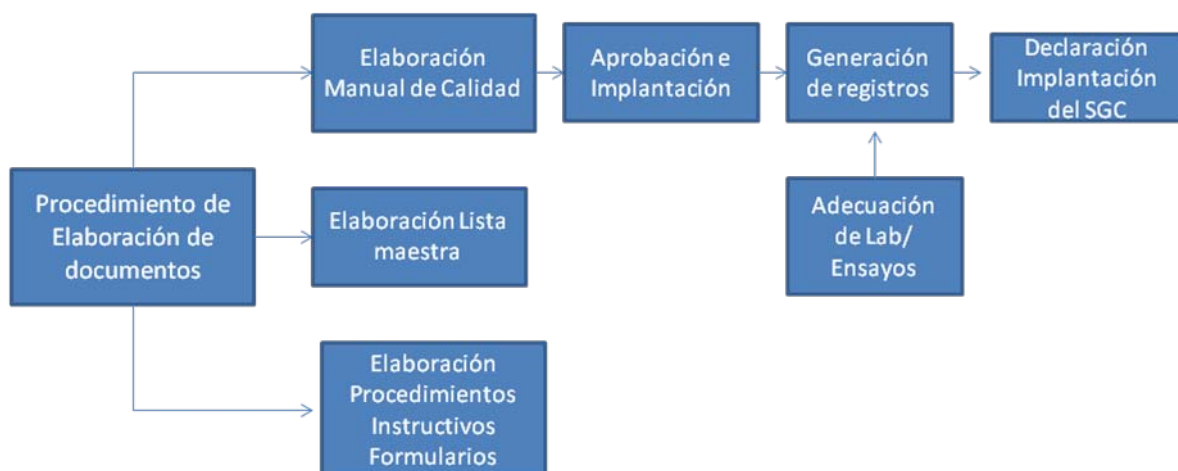 Elaboración
Manual de Calidad
Aprobación e
Implantación
Generación
de registros
Declaración
Implantación
del SGC
Procedimiento de
Elaboración de
documentos
Elaboración Lista
maestra
Adecuación
de Lab/
Ensayos
Elaboración
Procedimientos
Instructivos
Formularios